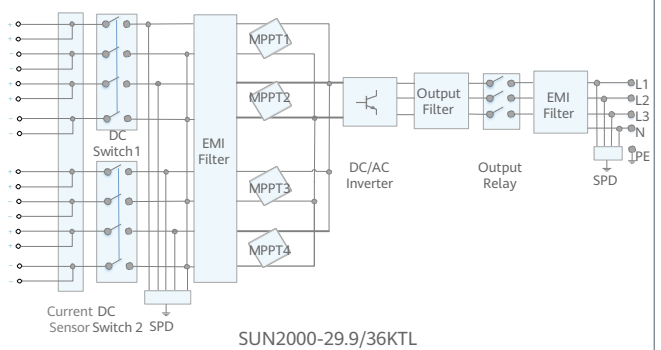 MPPT1
MPPT2
MPPT3
MPPT4
DC
Switch 1
EMI
Filter
DC/AC
Inverter
Output
Filter
Output
Relay
EMI
Filter
L1
L2
L3
N
PE
SPD
Current DC
Sensor Switch 2 SPD
SUN2000-29.9/36KTL